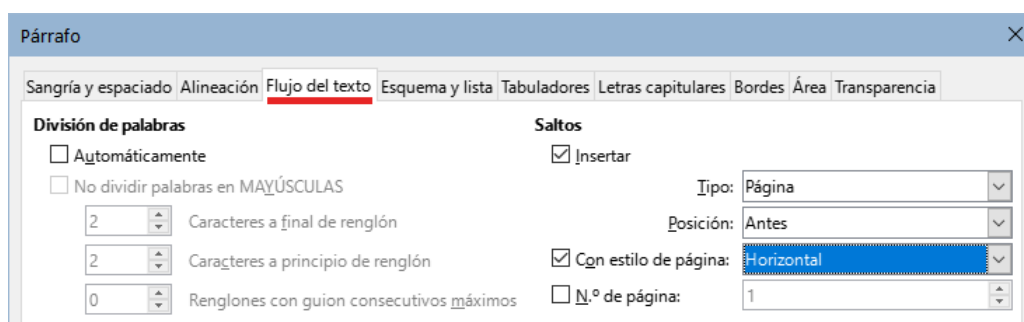 Párrafo
Sangría y espaciado Alineación Flujo del texto Esquema y lista Tabuladores Letras capitulares Bordes Área Transparencia
División de palabras
Automáticamente
No dividir palabras en MAYÚSCULAS
2 Caracteres a final de renglón
2 Caracteres a principio de renglón
0 Renglones con guion consecutivos máximos
Saltos
Insertar
Tipo: Página
Posición: Antes
Con estilo de página: Horizontal
N.º de página: 1